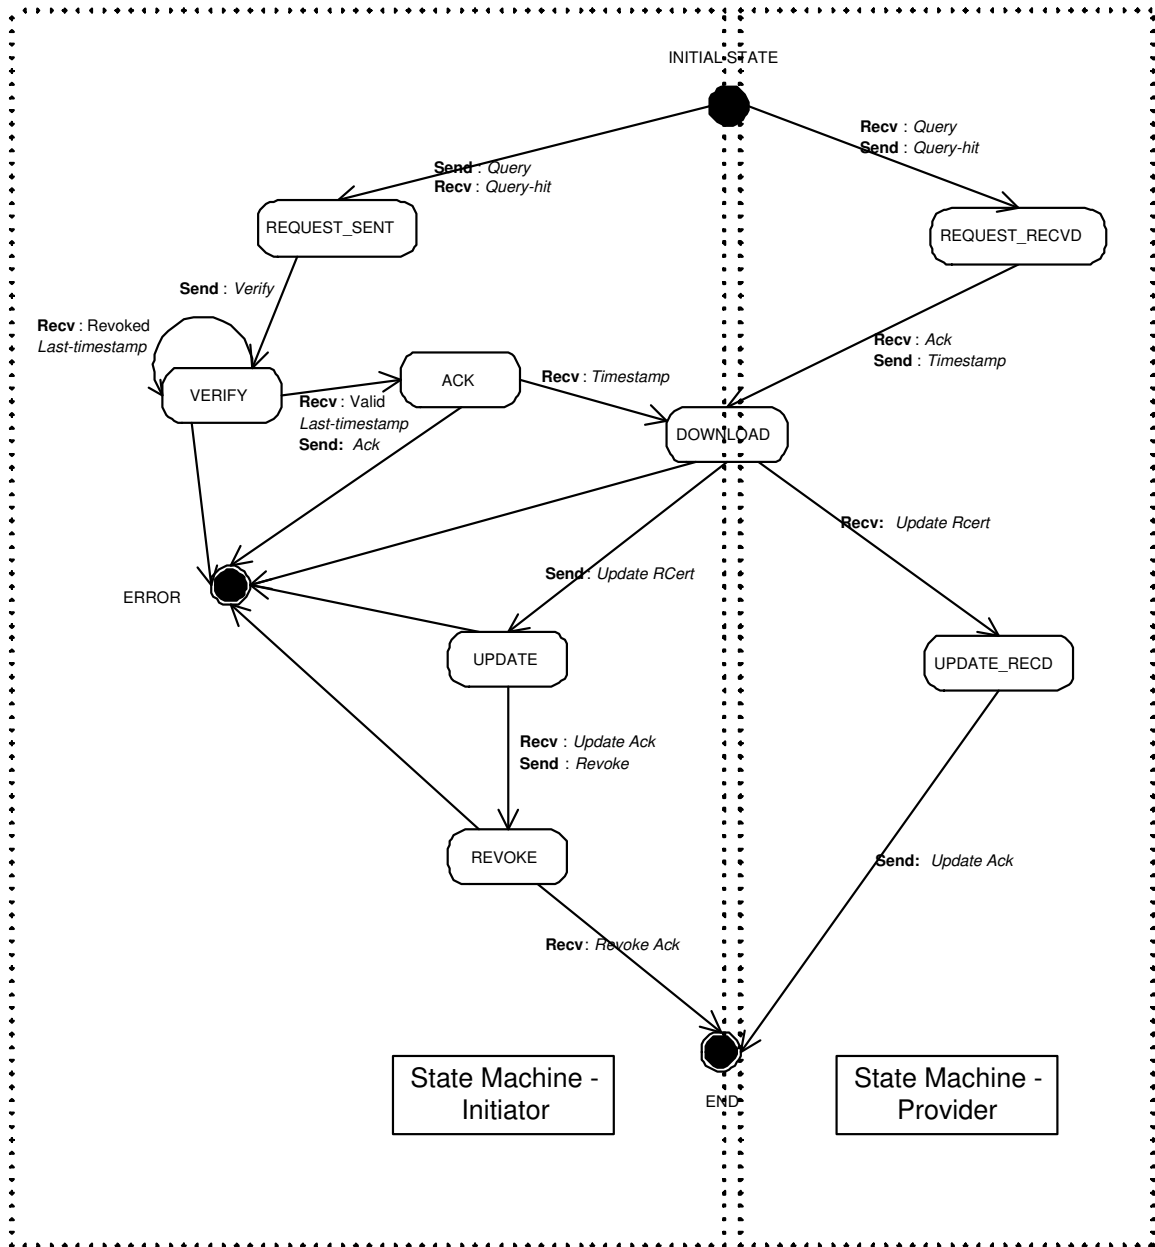 INITIAL STATE
Recv : Query
Send : Query-hit
Send : Query
Recv : Query-hit
REQUEST_SENT
REQUEST_RECVD
Send : Verify
Recv : Revoked
Last-timestamp
VERIFY
ACK
Recv : Valid
Last-timestamp
Send: Ack
Recv : Timestamp
Recv : Ack
Send : Timestamp
DOWNLOAD
Recv: Update Rcert
Send : Update RCert
ERROR
UPDATE
UPDATE_RECD
Recv : Update Ack
Send : Revoke
REVOKE
Send: Update Ack
Recv : Revoke Ack
END
State Machine -
Initiator
State Machine -
Provider